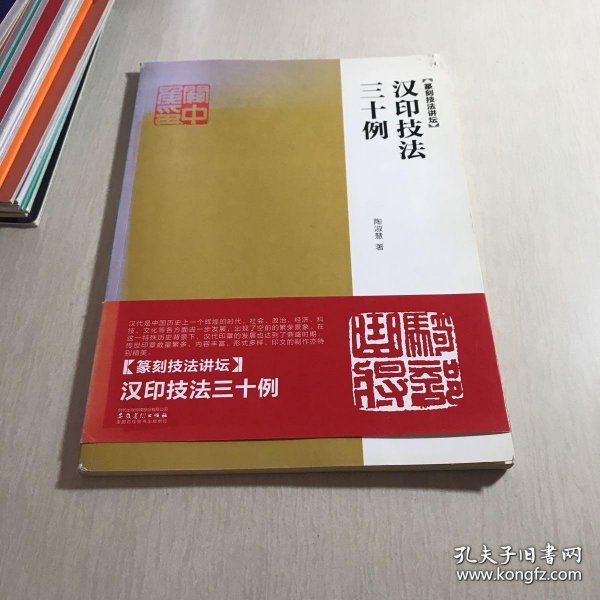 【篆刻技法讲坛】
汉印技法
三十例
陶淑慧 著
汉代是中国历史上一个辉煌的时代，社会、政治、经济、科
技、文化等各方面进一步发展，出现了空前的繁荣景象。在
这一特殊历史背景下，汉代印章的发展也达到了鼎盛时期，
传世印章数量繁多、内容丰富、形式多样，印文的制作亦特
别精美。
【篆刻技法讲坛】
汉印技法三十例
安徽美术出版社
孔夫子旧书网
www.kongfz.com